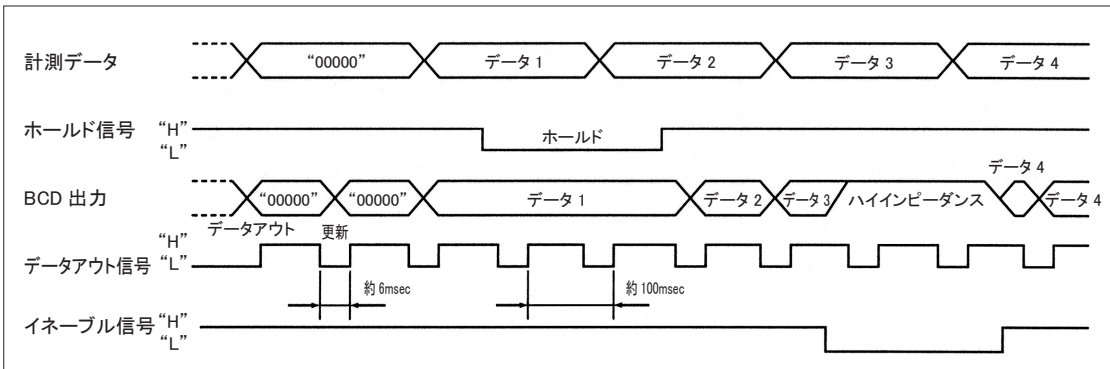 計測データ “00000” データ 1 データ 2 データ 3 データ 4
ホールド信号 “H” “L” ホールド
BCD 出力 “00000” “00000” データ 1 データ 2 データ 3 ハイインピーダンス データ 4 データ 4
データアウト 更新
データアウト信号 “H” “L”
約 6msec 約 100msec
イネーブル信号 “H” “L”